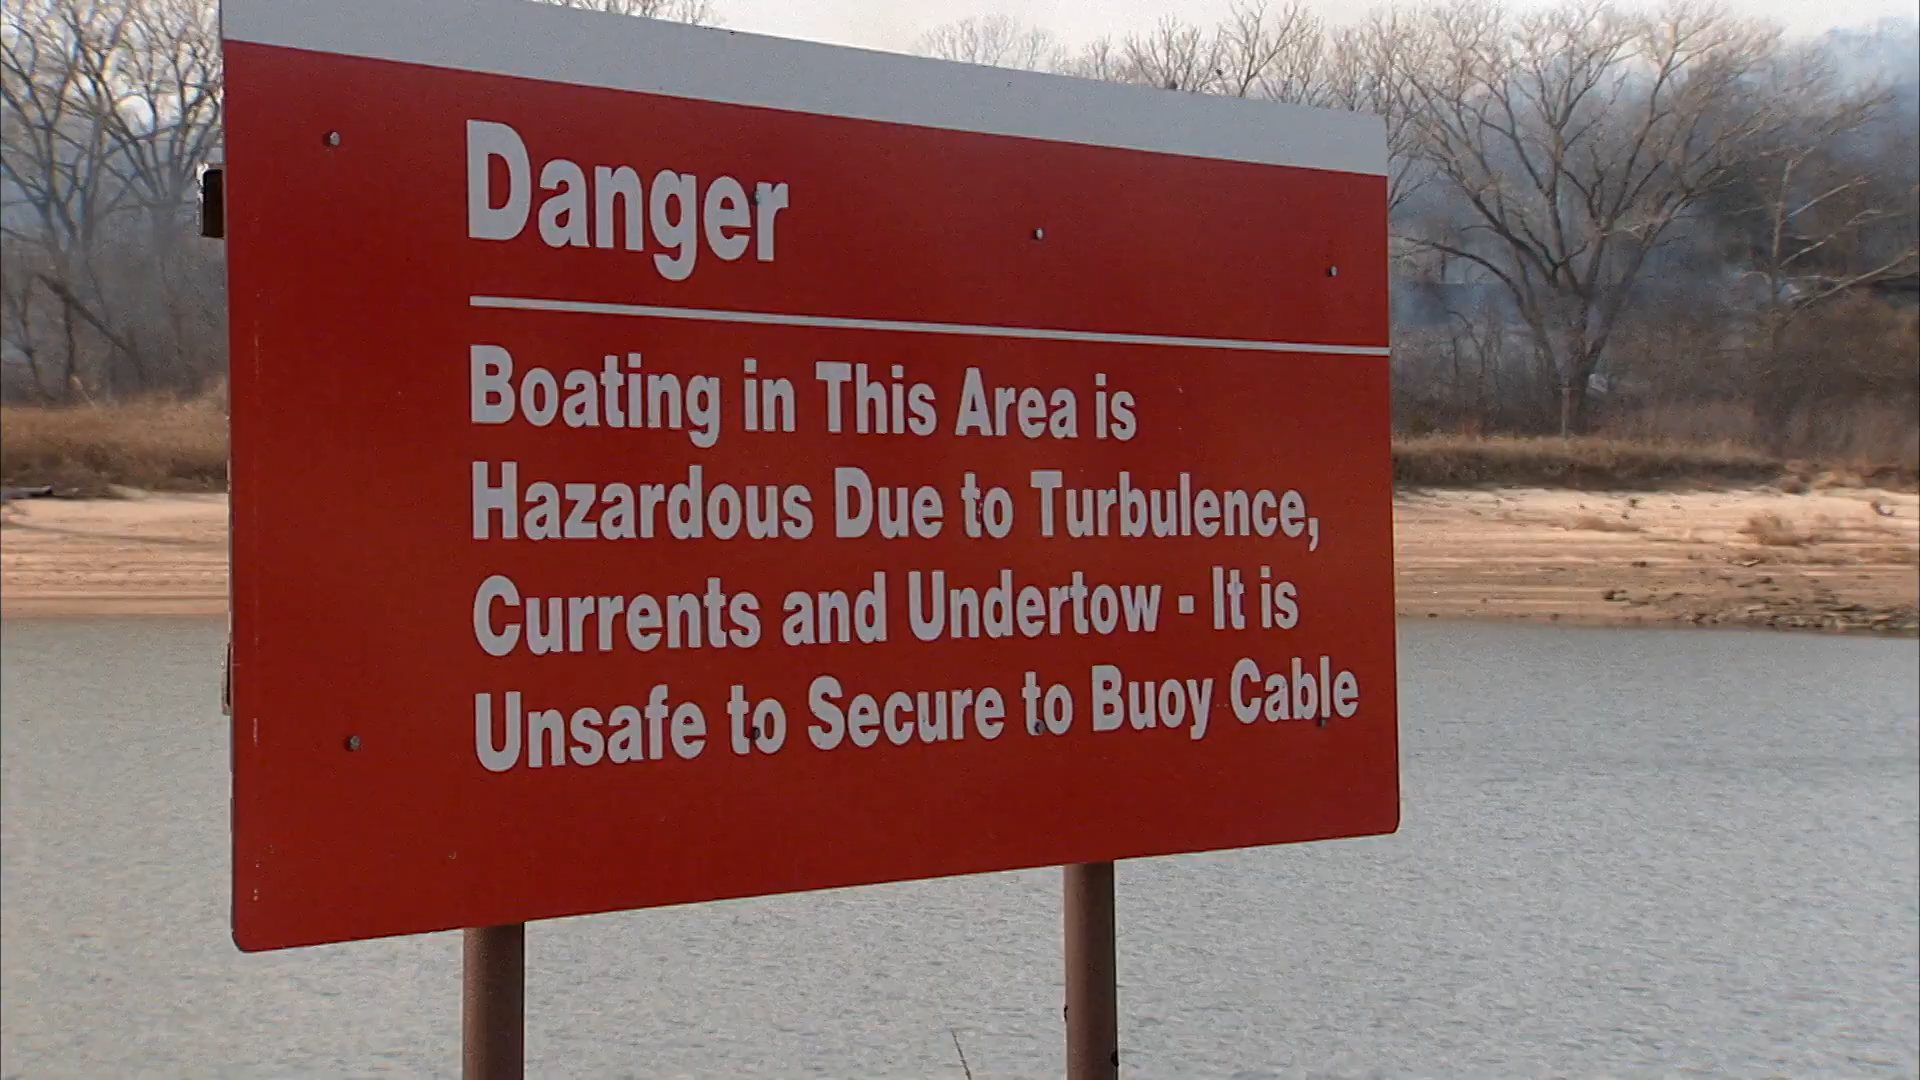 Danger
Boating in This Area is
Hazardous Due to Turbulence,
Currents and Undertow - It is
Unsafe to Secure to Buoy Cable